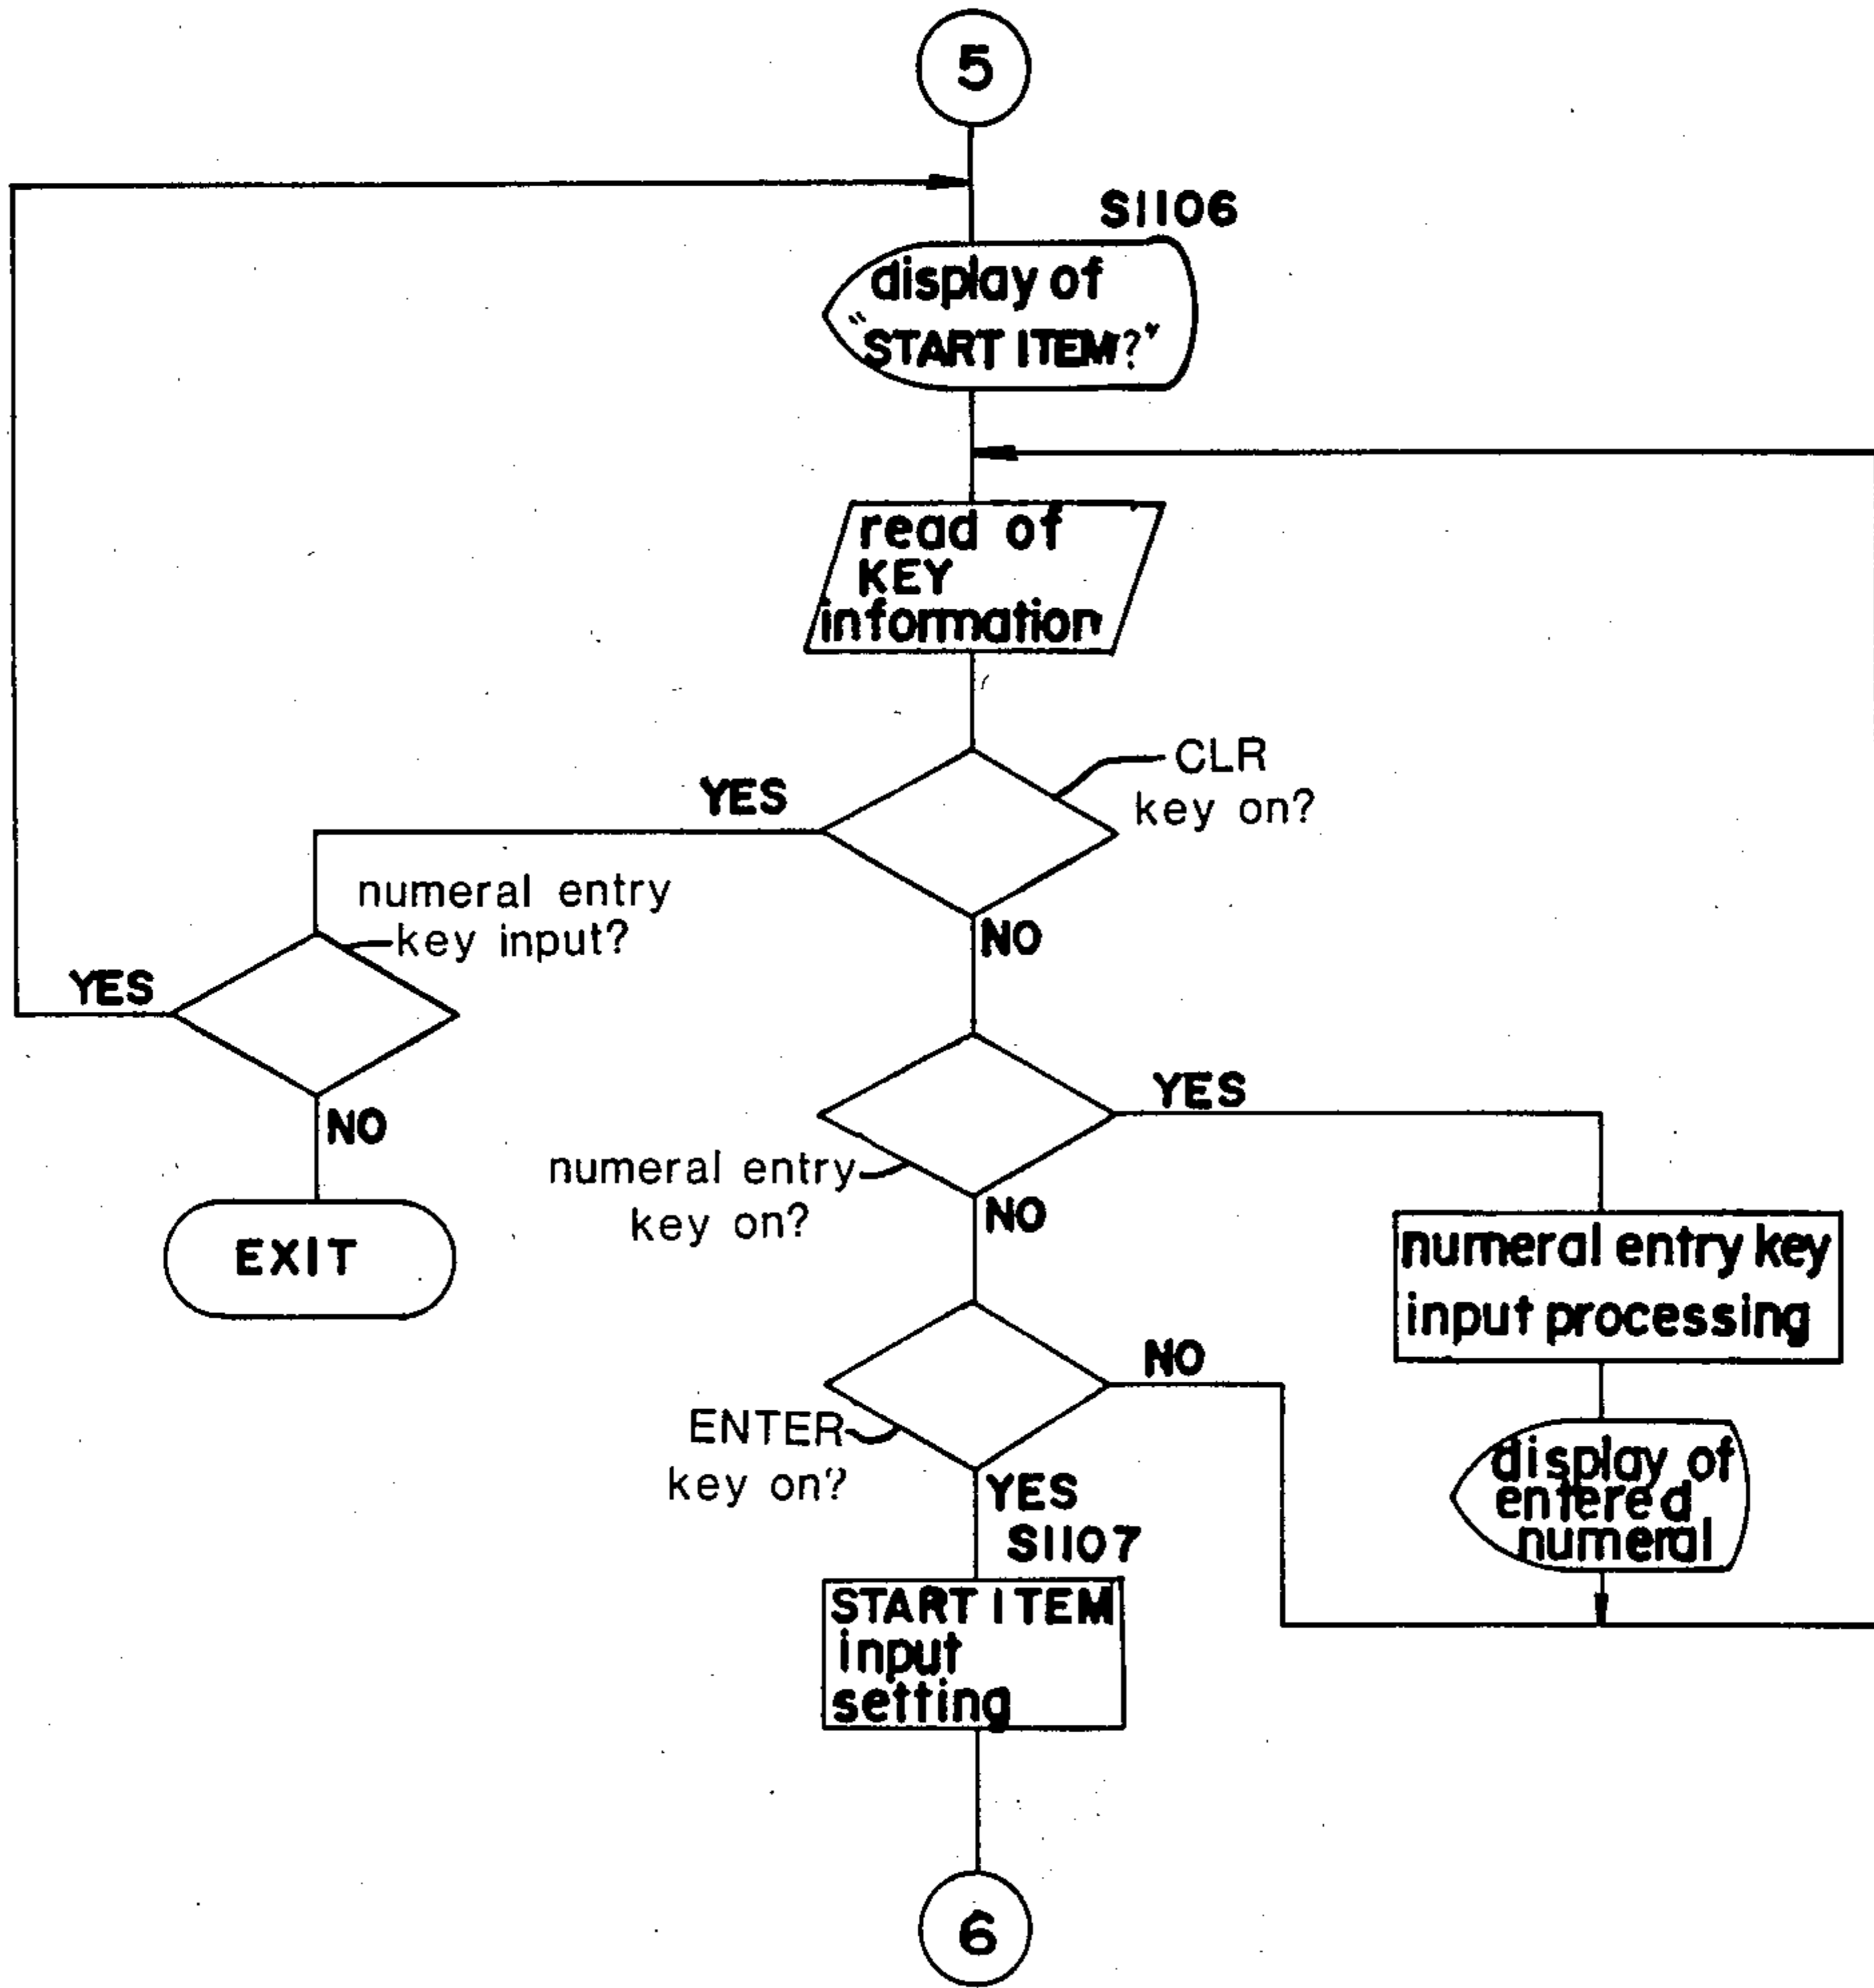 5
S1106
display of
"START ITEM?"
read of
KEY
information
CLR
key on?
YES
NO
numeral entry
key input?
YES
NO
EXIT
numeral entry
key on?
YES
NO
numeral entry key
input processing
display of
entered
numeral
ENTER
key on?
NO
YES
S1107
START ITEM
input
setting
6